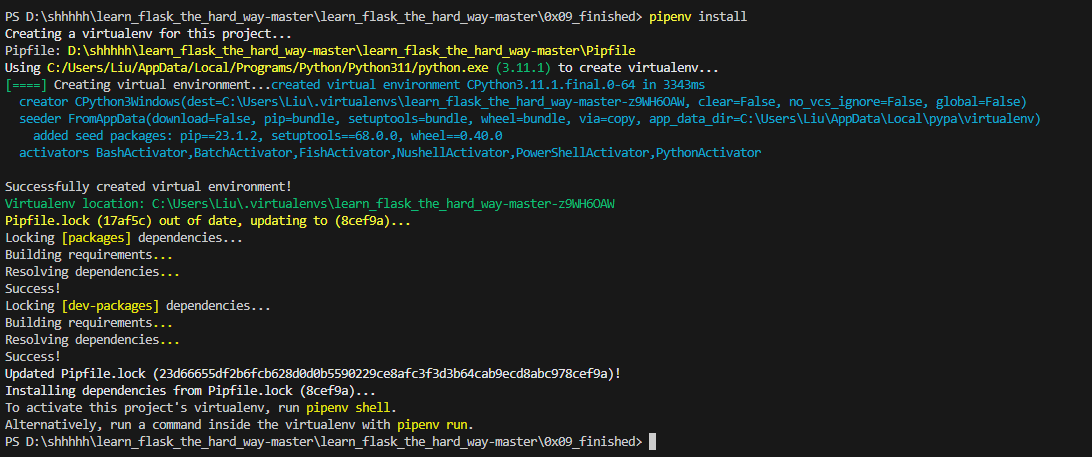 PS D:\shhhhh\learn_flask_the_hard_way-master\learn_flask_the_hard_way-master\0x09_finished> pipenv install
Creating a virtualenv for this project...
Pipfile: D:\shhhhh\learn_flask_the_hard_way-master\learn_flask_the_hard_way-master\Pipfile
Using C:/Users/Liu/AppData/Local/Programs/Python/Python311/python.exe (3.11.1) to create virtualenv...
[====] Creating virtual environment...created virtual environment CPython3.11.1.final.0-64 in 3343ms
creator CPython3Windows(dest=C:\Users\Liu\.virtualenvs\learn_flask_the_hard_way-master-z9WH6OAW, clear=False, no_vcs_ignore=False, global=False)
seeder FromAppData(download=False, pip=bundle, setuptools=bundle, wheel=bundle, via=copy, app_data_dir=C:\Users\Liu\AppData\Local\pypa\virtualenv)
added seed packages: pip==23.1.2, setuptools==68.0.0, wheel==0.40.0
activators BashActivator,BatchActivator,FishActivator,NushellActivator,PowerShellActivator,PythonActivator
Successfully created virtual environment!
Virtualenv location: C:\Users\Liu\.virtualenvs\learn_flask_the_hard_way-master-z9WH6OAW
Pipfile.lock (17af5c) out of date, updating to (8cef9a)...
Locking [packages] dependencies...
Building requirements...
Resolving dependencies...
Success!
Locking [dev-packages] dependencies...
Building requirements...
Resolving dependencies...
Success!
Updated Pipfile.lock (23d66655df2b6fcb628d0d0b5590229ce8afc3f3d3b64cab9ecd8abc978cef9a)!
Installing dependencies from Pipfile.lock (8cef9a)...
To activate this project's virtualenv, run pipenv shell.
Alternatively, run a command inside the virtualenv with pipenv run.
PS D:\shhhhh\learn_flask_the_hard_way-master\learn_flask_the_hard_way-master\0x09_finished>